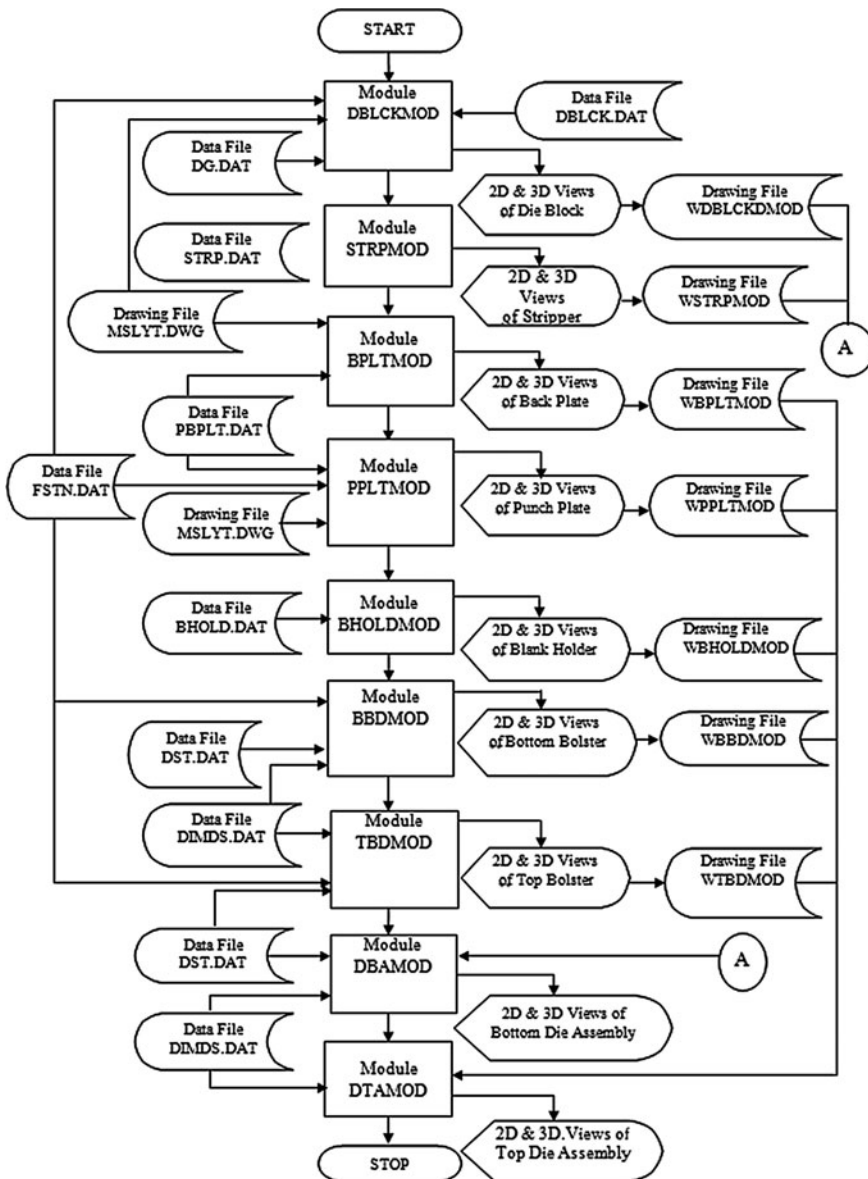 START
Module
DBLCKMOD
Data File
DBLCK.DAT
Data File
DG.DAT
2D & 3D Views
of Die Block
Drawing File
WDBLCKDMOD
Module
STRPMOD
Data File
STRP.DAT
2D & 3D
Views
of Stripper
Drawing File
WSTRPMOD
Drawing File
MSLYT.DWG
A
Module
BPLTMOD
2D & 3D Views
of Back Plate
Drawing File
WBPLTMOD
Data File
PBPLT.DAT
Module
PPLTMOD
Data File
FSTN.DAT
2D & 3D Views
of Punch Plate
Drawing File
WPPLTMOD
Drawing File
MSLYT.DWG
Module
BHOLDMOD
Data File
BHOLD.DAT
2D & 3D Views
of Blank Holder
Drawing File
WBHOLDMOD
Module
BBDMOD
2D & 3D Views
of Bottom Bolster
Drawing File
WBBDMOD
Data File
DST.DAT
Data File
DIMDS.DAT
Module
TBDMOD
2D & 3D Views
of Top Bolster
Drawing File
WTBDMOD
Data File
DST.DAT
Module
DBAMOD
A
2D & 3D Views of
Bottom Die Assembly
Data File
DIMDS.DAT
Module
DTAMOD
2D & 3D.Views of
Top Die Assembly
STOP